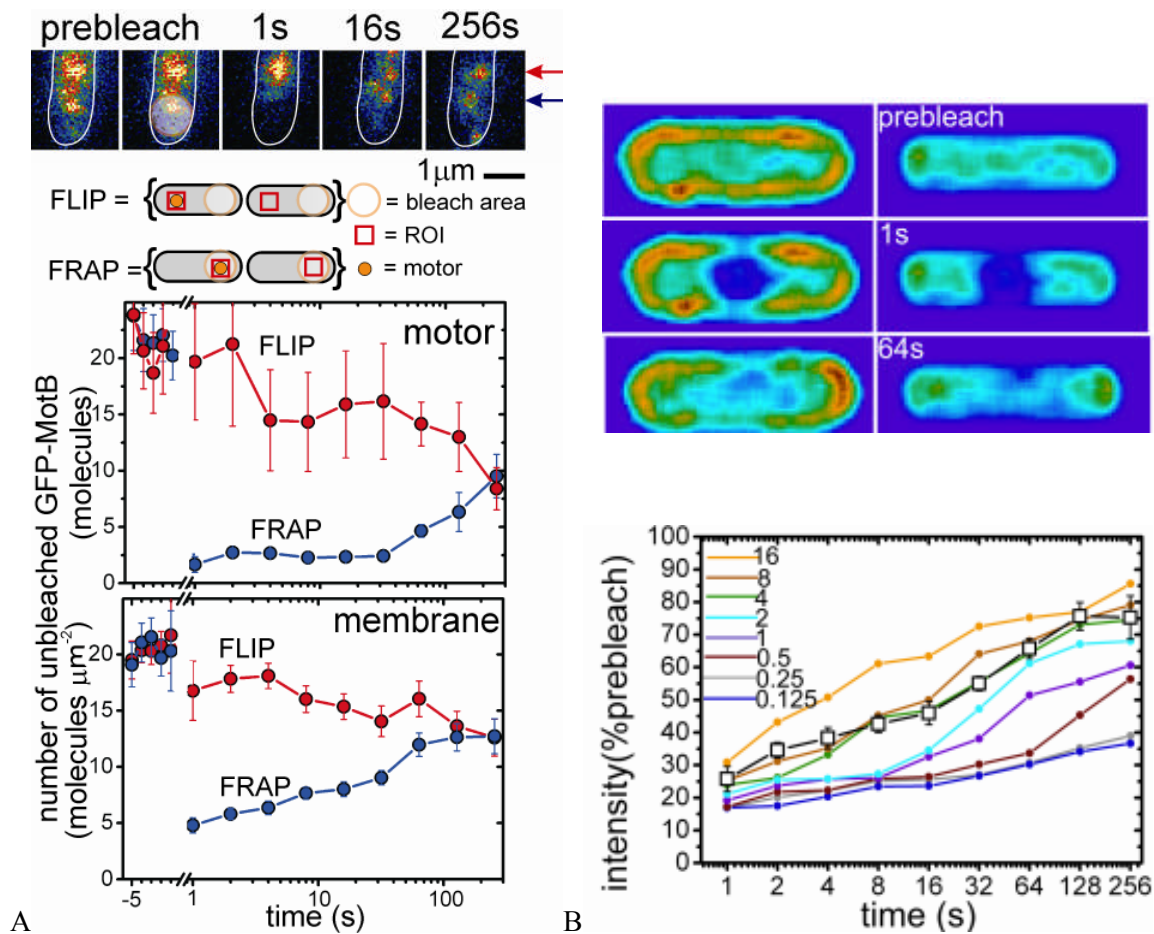 prebleach 1s 16s 256s
1μm
FLIP = { } = bleach area
= ROI
FRAP = { } = motor
motor
FLIP
FRAP
20
15
10
5
0
membrane
FLIP
FRAP
20
15
10
5
0
number of unbleached GFP-MotB
(molecules)
(molecules μm⁻²)
-5 1 10 100
time (s)
A
prebleach
1s
64s
100
90
80
70
60
50
40
30
20
10
0
16
8
4
2
1
0.5
0.25
0.125
intensity(%prebleach)
1 2 4 8 16 32 64 128 256
time (s)
B